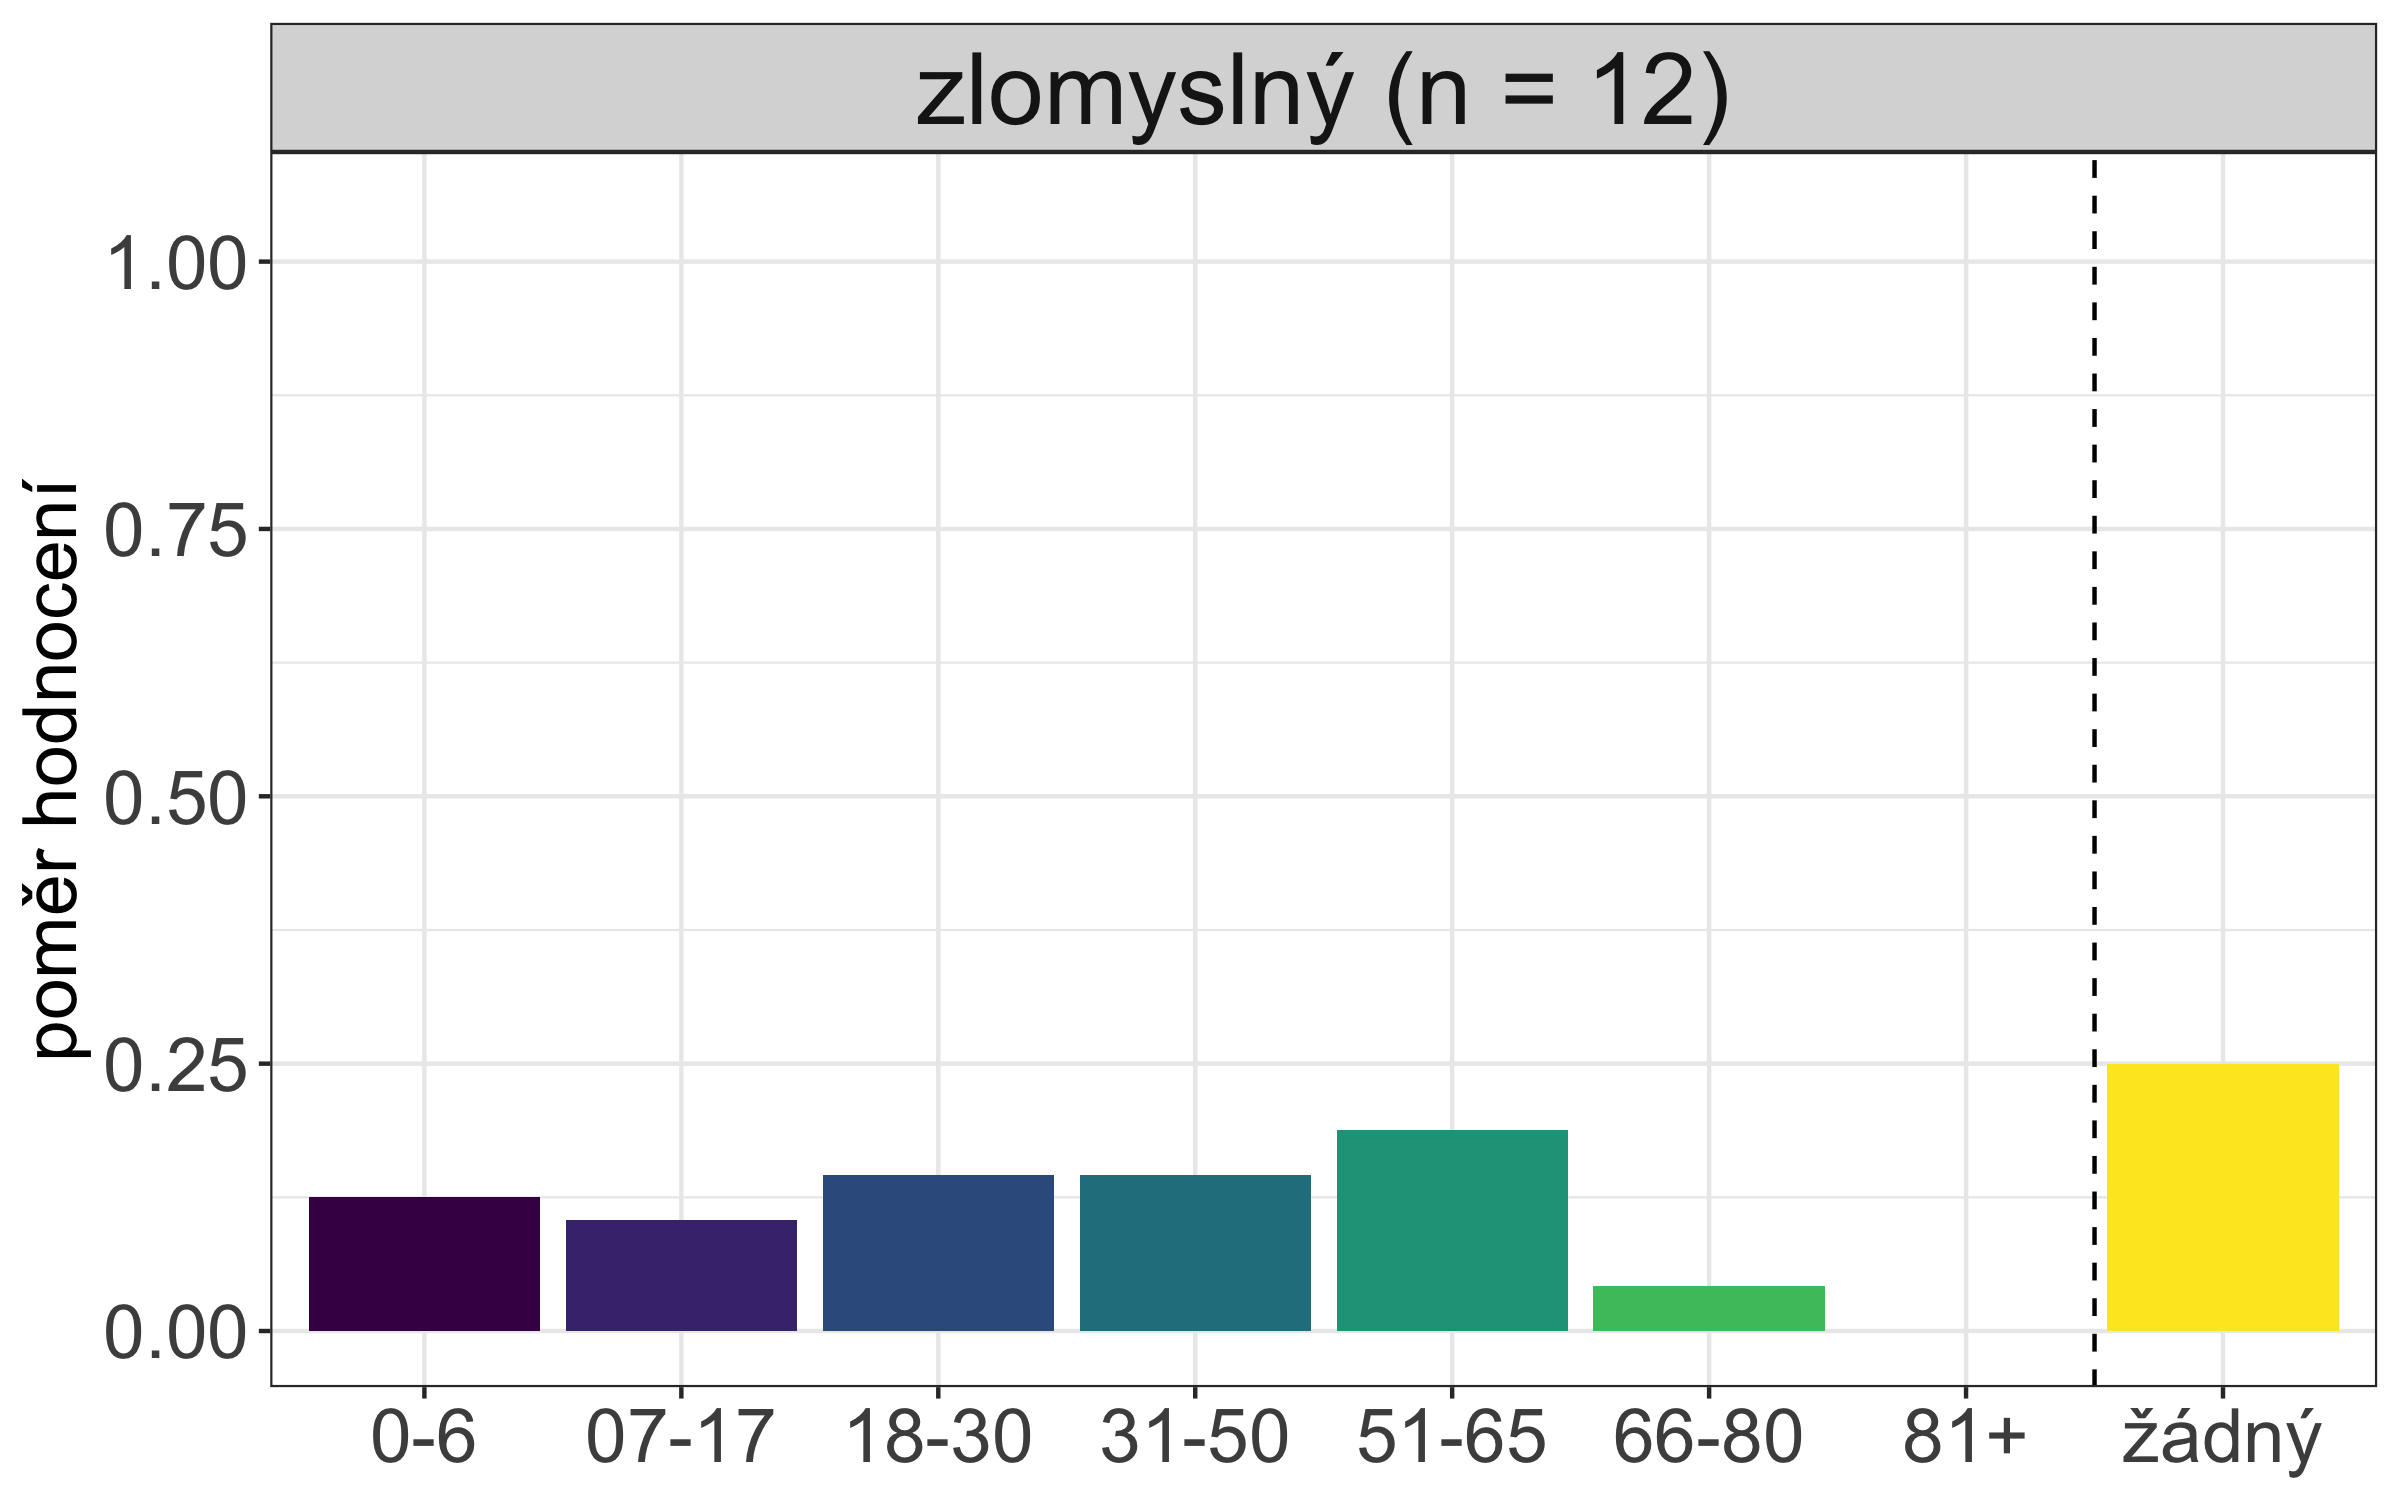 zlomyslný (n = 12)
poměr hodnocení
1.00
0.75
0.50
0.25
0.00
0-6 07-17 18-30 31-50 51-65 66-80 81+ žádný